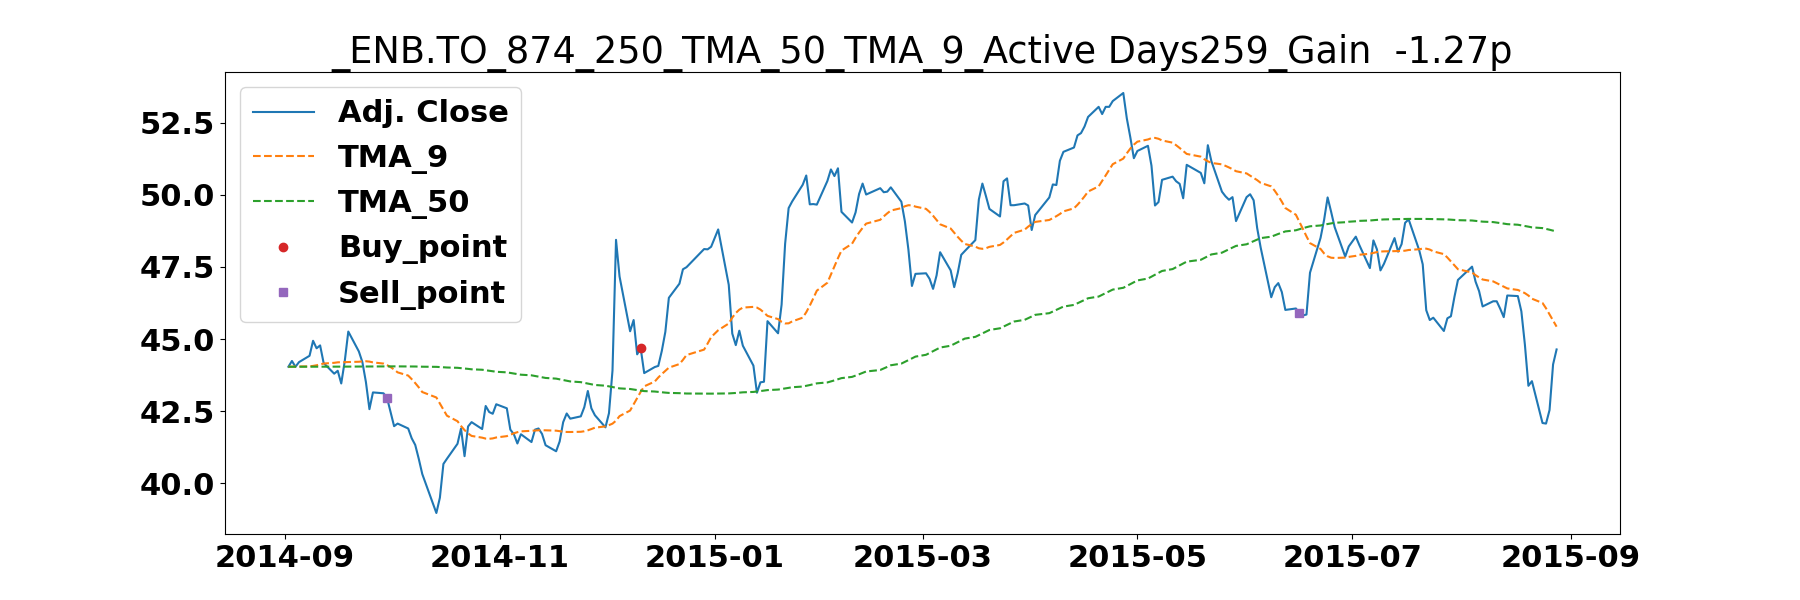 _ENB.TO_874_250_TMA_50_TMA_9_Active Days259_Gain  -1.27p
Adj. Close
TMA_9
TMA_50
Buy_point
Sell_point
52.5
50.0
47.5
45.0
42.5
40.0
2014-09 2014-11 2015-01 2015-03 2015-05 2015-07 2015-09